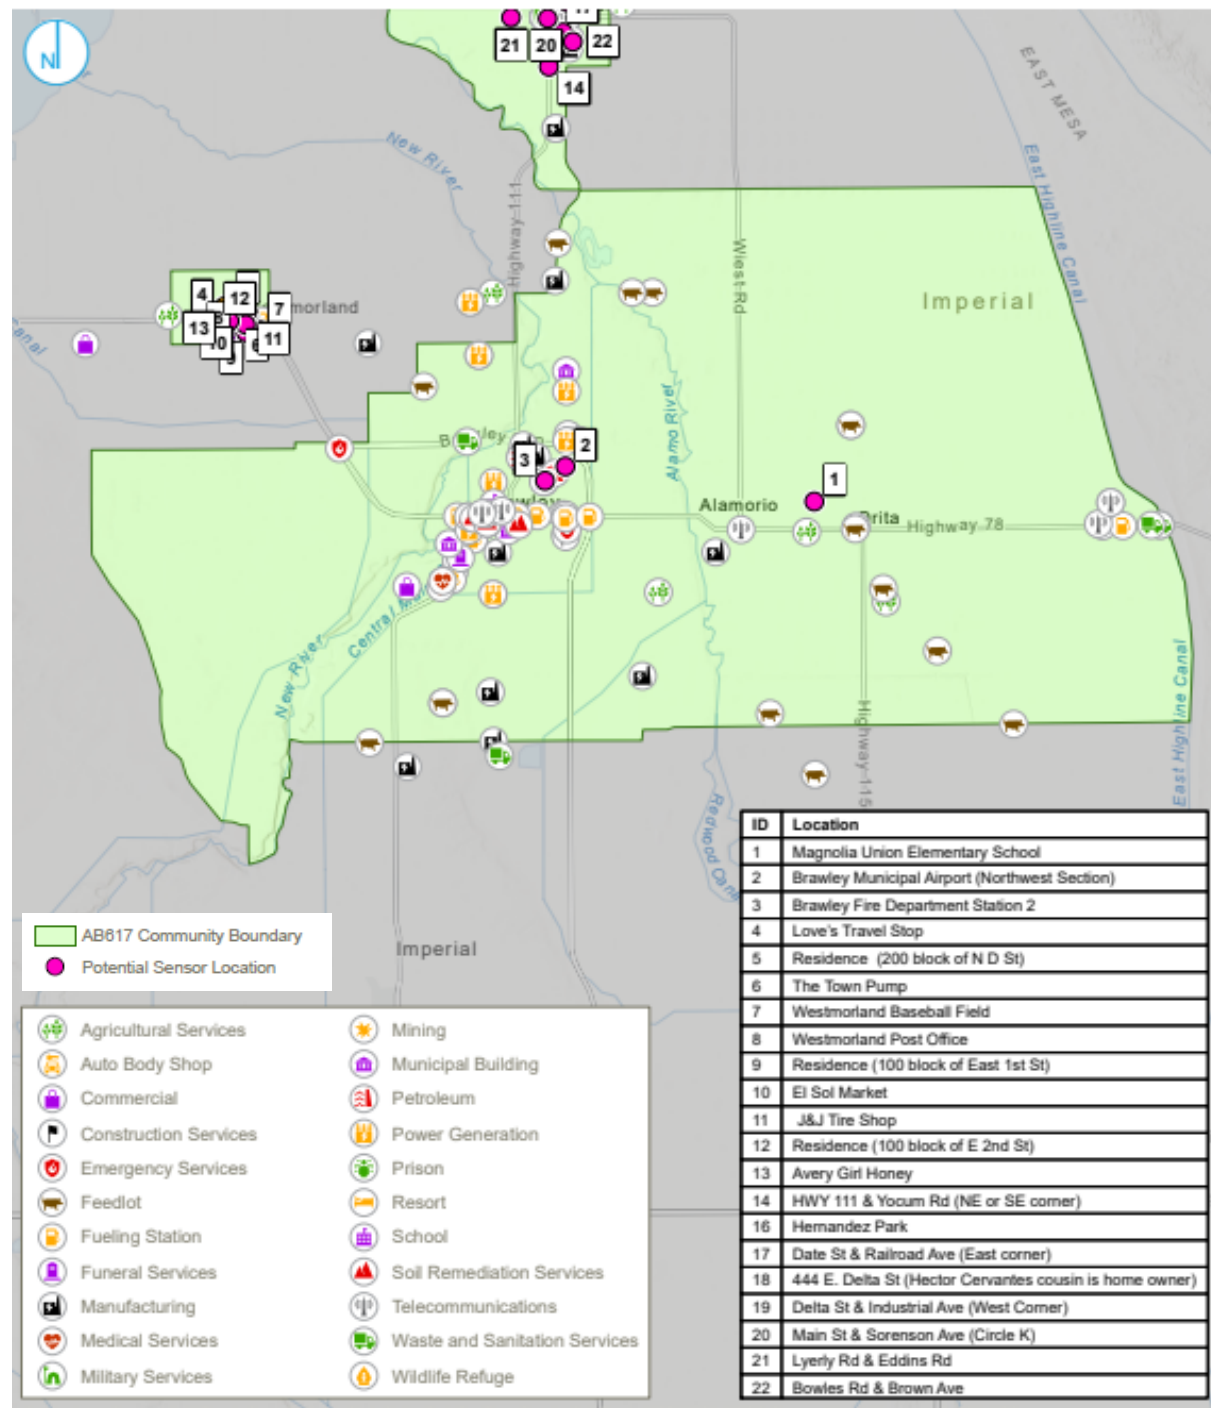 N
21
20
17
22
14
EAST MESA
New River
Highway 111
East Highline Canal
Wiest Rd
Imperial
4
12
7
morland
13
10
11
6
9
Canal
Alamo River
2
3
1
Alamorio
Highway 78
New River
Highway 115
East Highline Canal
Imperial
AB617 Community Boundary
Potential Sensor Location
Agricultural Services
Auto Body Shop
Commercial
Construction Services
Emergency Services
Feedlot
Fueling Station
Funeral Services
Manufacturing
Medical Services
Military Services
Mining
Municipal Building
Petroleum
Power Generation
Prison
Resort
School
Soil Remediation Services
Telecommunications
Waste and Sanitation Services
Wildlife Refuge
ID Location
1 Magnolia Union Elementary School
2 Brawley Municipal Airport (Northwest Section)
3 Brawley Fire Department Station 2
4 Love's Travel Stop
5 Residence (200 block of N D St)
6 The Town Pump
7 Westmorland Baseball Field
8 Westmorland Post Office
9 Residence (100 block of East 1st St)
10 El Sol Market
11 J&J Tire Shop
12 Residence (100 block of E 2nd St)
13 Avery Girl Honey
14 HWY 111 & Yocum Rd (NE or SE corner)
16 Hernandez Park
17 Date St & Railroad Ave (East corner)
18 444 E. Delta St (Hector Cervantes cousin is home owner)
19 Delta St & Industrial Ave (West Corner)
20 Main St & Sorenson Ave (Circle K)
21 Lyerly Rd & Eddins Rd
22 Bowles Rd & Brown Ave